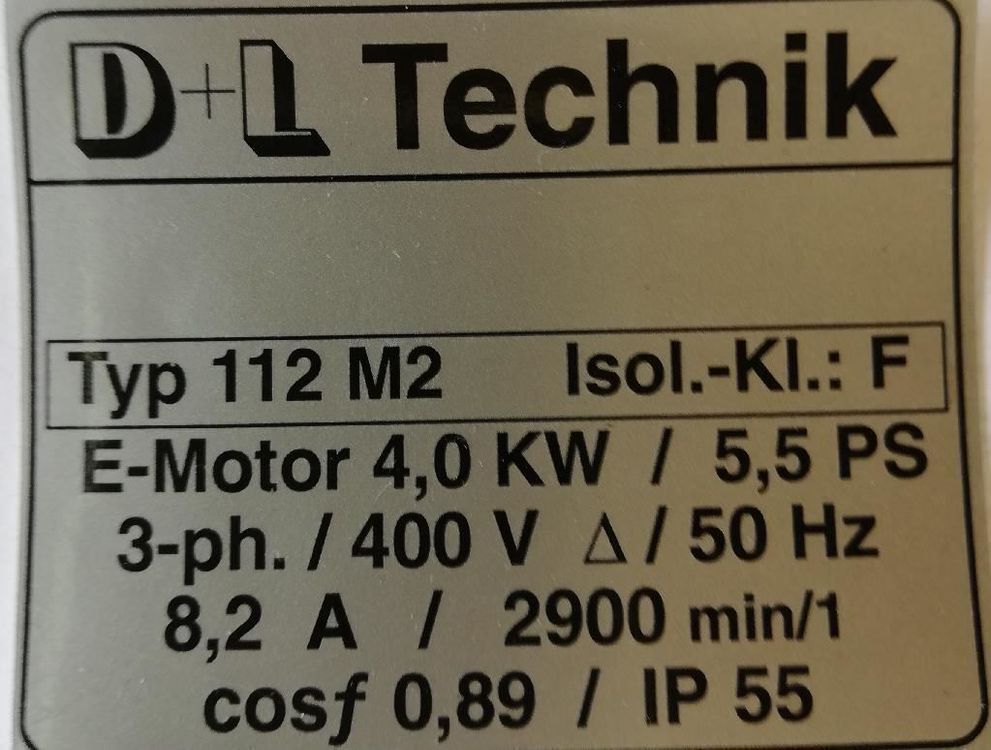 D+L Technik
Typ 112 M2 Isol.-Kl.: F
E-Motor 4,0 KW / 5,5 PS
3-ph. / 400 V Δ / 50 Hz
8,2 A / 2900 min/1
cosƒ 0,89 / IP 55